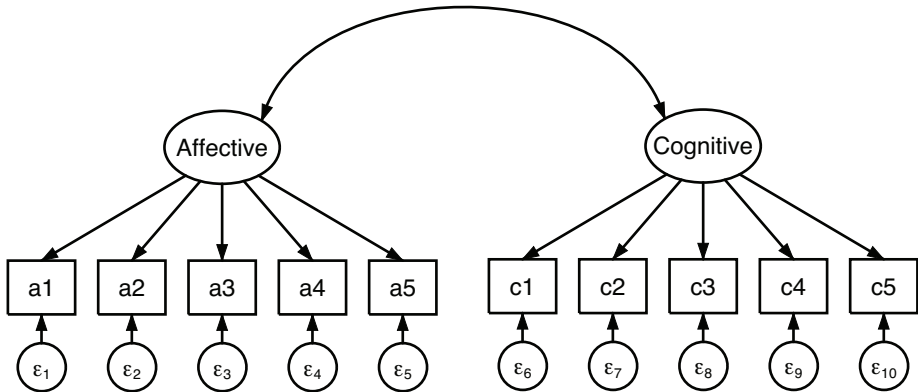 Affective Cognitive
a1 a2 a3 a4 a5 c1 c2 c3 c4 c5
ε₁ ε₂ ε₃ ε₄ ε₅ ε₆ ε₇ ε₈ ε₉ ε₁₀